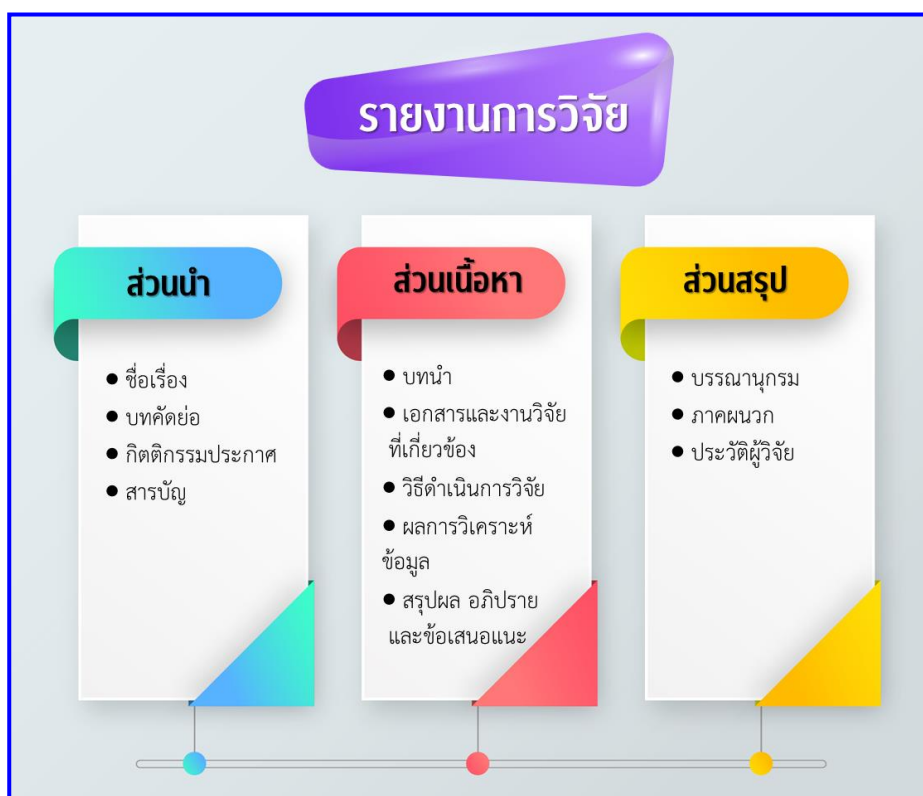 รายงานการวิจัย
ส่วนนำ
● ชื่อเรื่อง
● บทคัดย่อ
● กิตติกรรมประกาศ
● สารบัญ
ส่วนเนื้อหา
● บทนำ
● เอกสารและงานวิจัย
ที่เกี่ยวข้อง
● วิธีดำเนินการวิจัย
● ผลการวิเคราะห์
ข้อมูล
● สรุปผล อภิปราย
และข้อเสนอแนะ
ส่วนสรุป
● บรรณานุกรม
● ภาคผนวก
● ประวัติผู้วิจัย